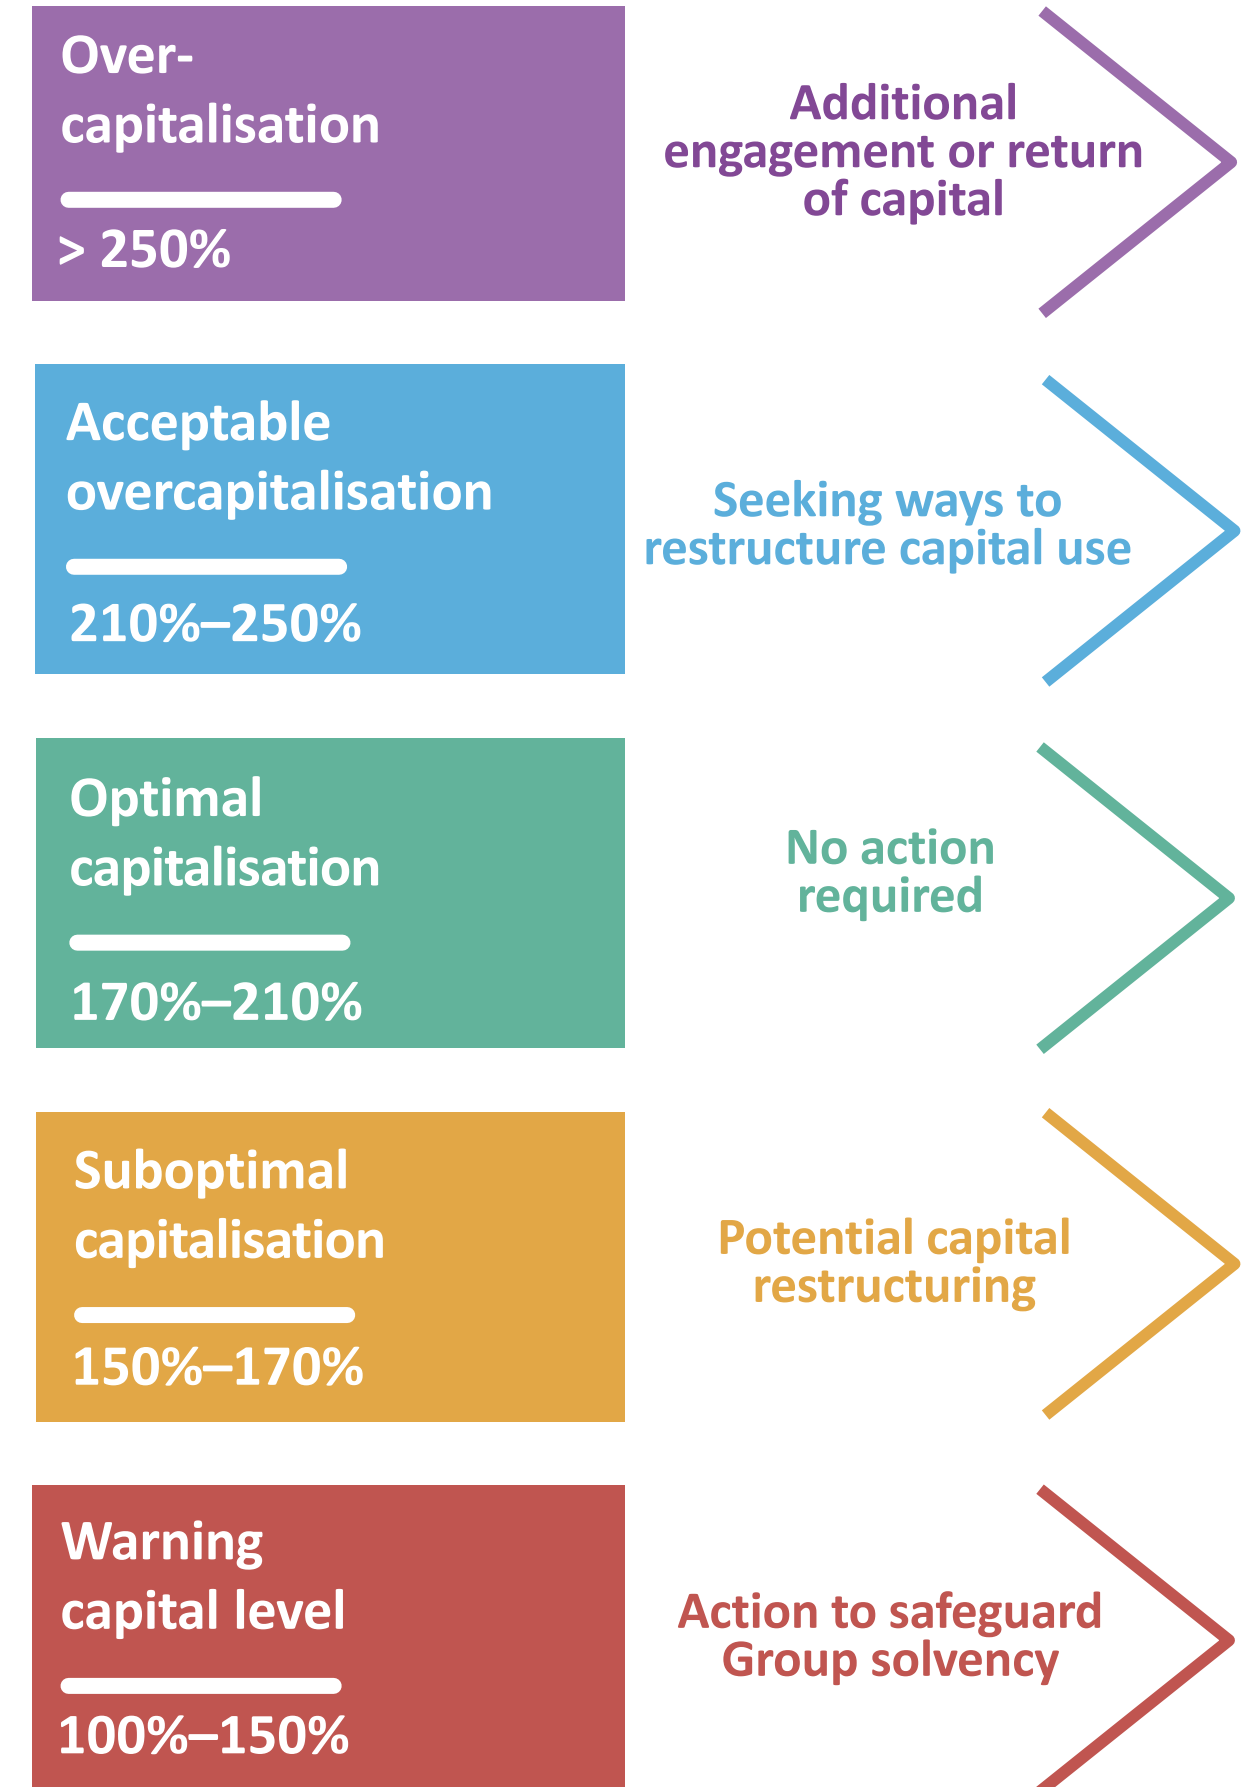 Over-
capitalisation
> 250%
Additional
engagement or return
of capital
Acceptable
overcapitalisation
210%–250%
Seeking ways to
restructure capital use
Optimal
capitalisation
170%–210%
No action
required
Suboptimal
capitalisation
150%–170%
Potential capital
restructuring
Warning
capital level
100%–150%
Action to safeguard
Group solvency